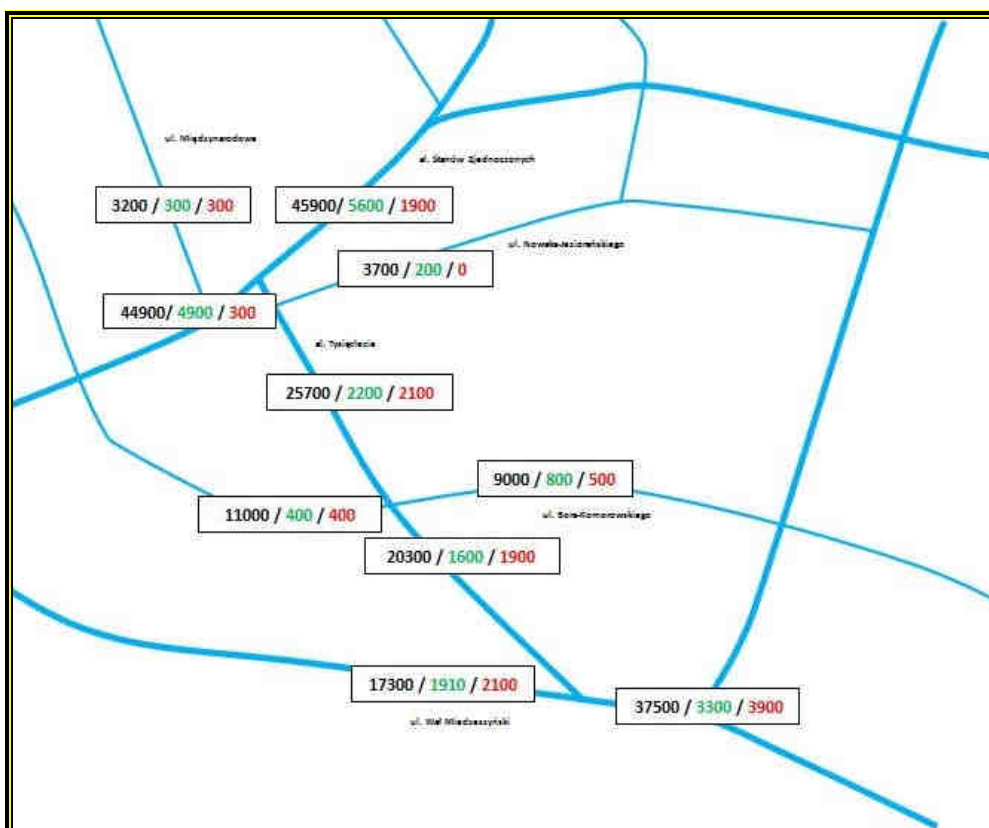 ul. Międzynarodowa
al. Stanów Zjednoczonych
3200 / 300 / 300
45900/ 5600 / 1900
ul. Nowaka-Jeziorańskiego
3700 / 200 / 0
44900/ 4900 / 300
al. Tysiąclecia
25700 / 2200 / 2100
9000 / 800 / 500
11000 / 400 / 400
ul. Bora-Komorowskiego
20300 / 1600 / 1900
17300 / 1910 / 2100
37500 / 3300 / 3900
ul. Wał Miedzeszyński